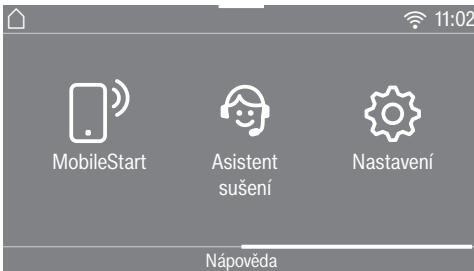 11:02
MobileStart
Asistent
sušení
Nastavení
Nápověda